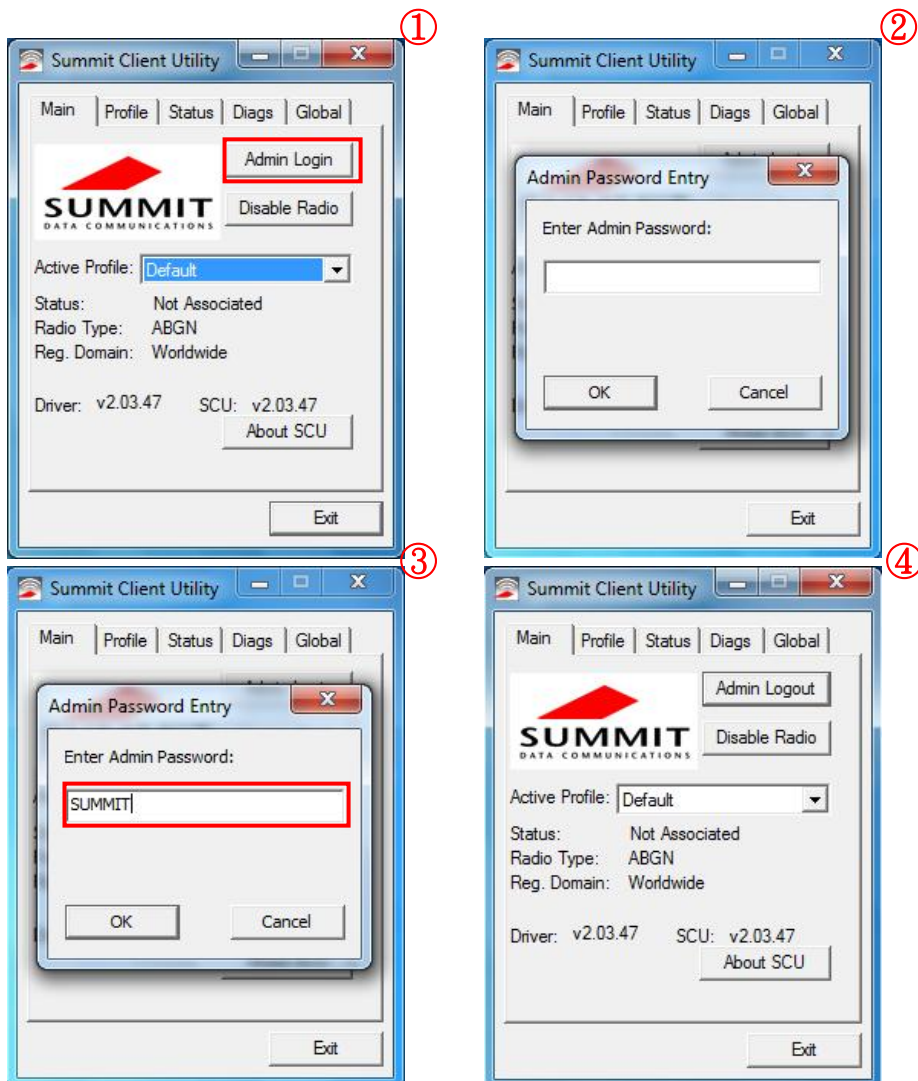 ①
Summit Client Utility
Main Profile Status Diags Global
Admin Login
SUMMIT
DATA COMMUNICATIONS
Disable Radio
Active Profile: Default
Status: Not Associated
Radio Type: ABGN
Reg. Domain: Worldwide
Driver: v2.03.47 SCU: v2.03.47
About SCU
Exit
②
Summit Client Utility
Main Profile Status Diags Global
Admin Password Entry
Enter Admin Password:
OK Cancel
Exit
③
Summit Client Utility
Main Profile Status Diags Global
Admin Password Entry
Enter Admin Password:
SUMMIT
OK Cancel
Exit
④
Summit Client Utility
Main Profile Status Diags Global
Admin Logout
SUMMIT
DATA COMMUNICATIONS
Disable Radio
Active Profile: Default
Status: Not Associated
Radio Type: ABGN
Reg. Domain: Worldwide
Driver: v2.03.47 SCU: v2.03.47
About SCU
Exit